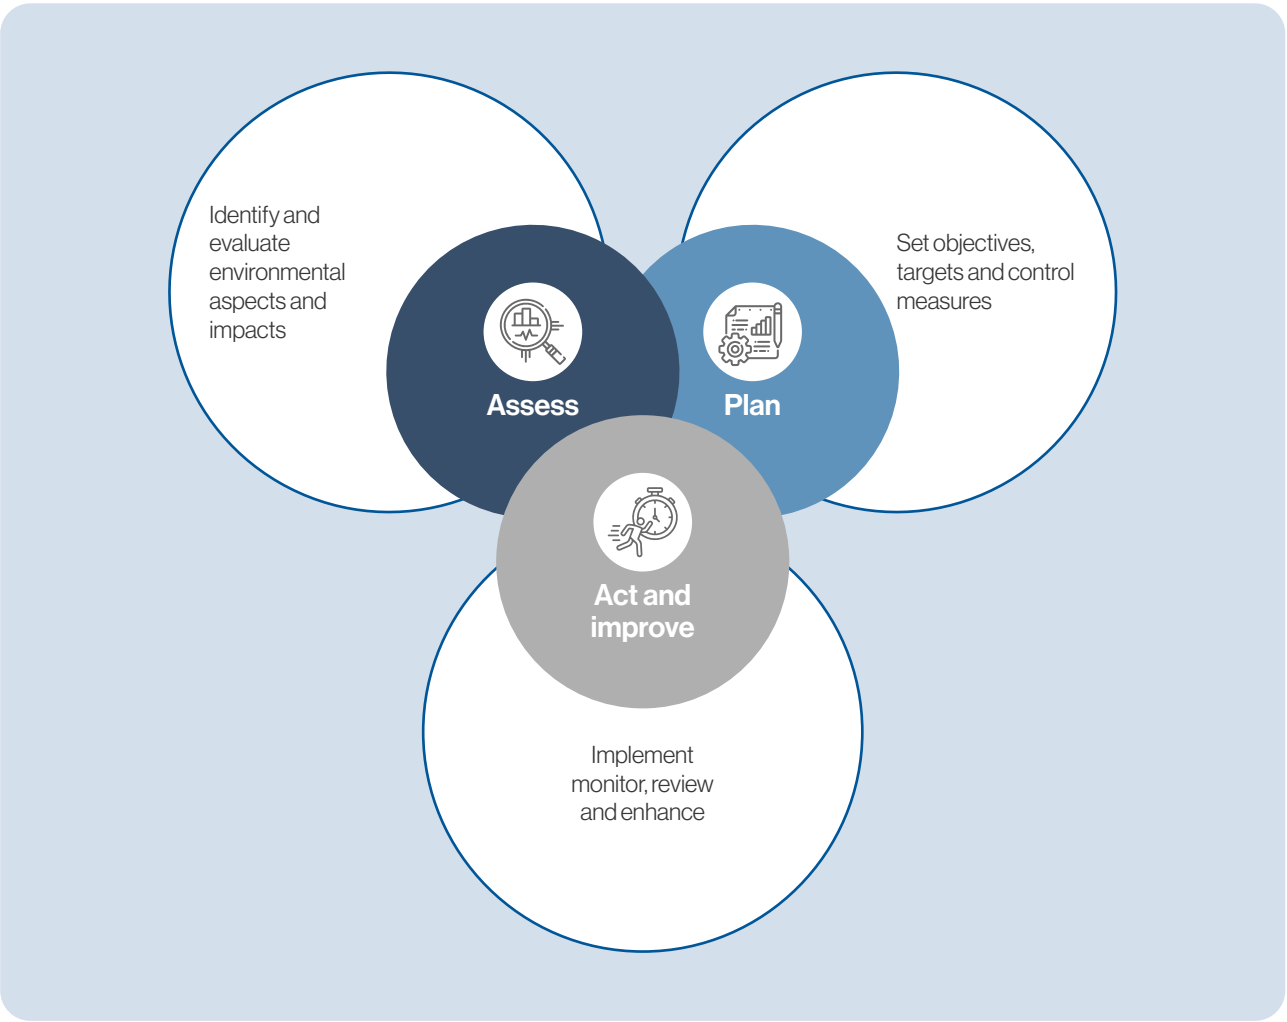 Identify and
evaluate
environmental
aspects and
impacts
Assess
Set objectives,
targets and control
measures
Plan
Act and
improve
Implement
monitor, review
and enhance